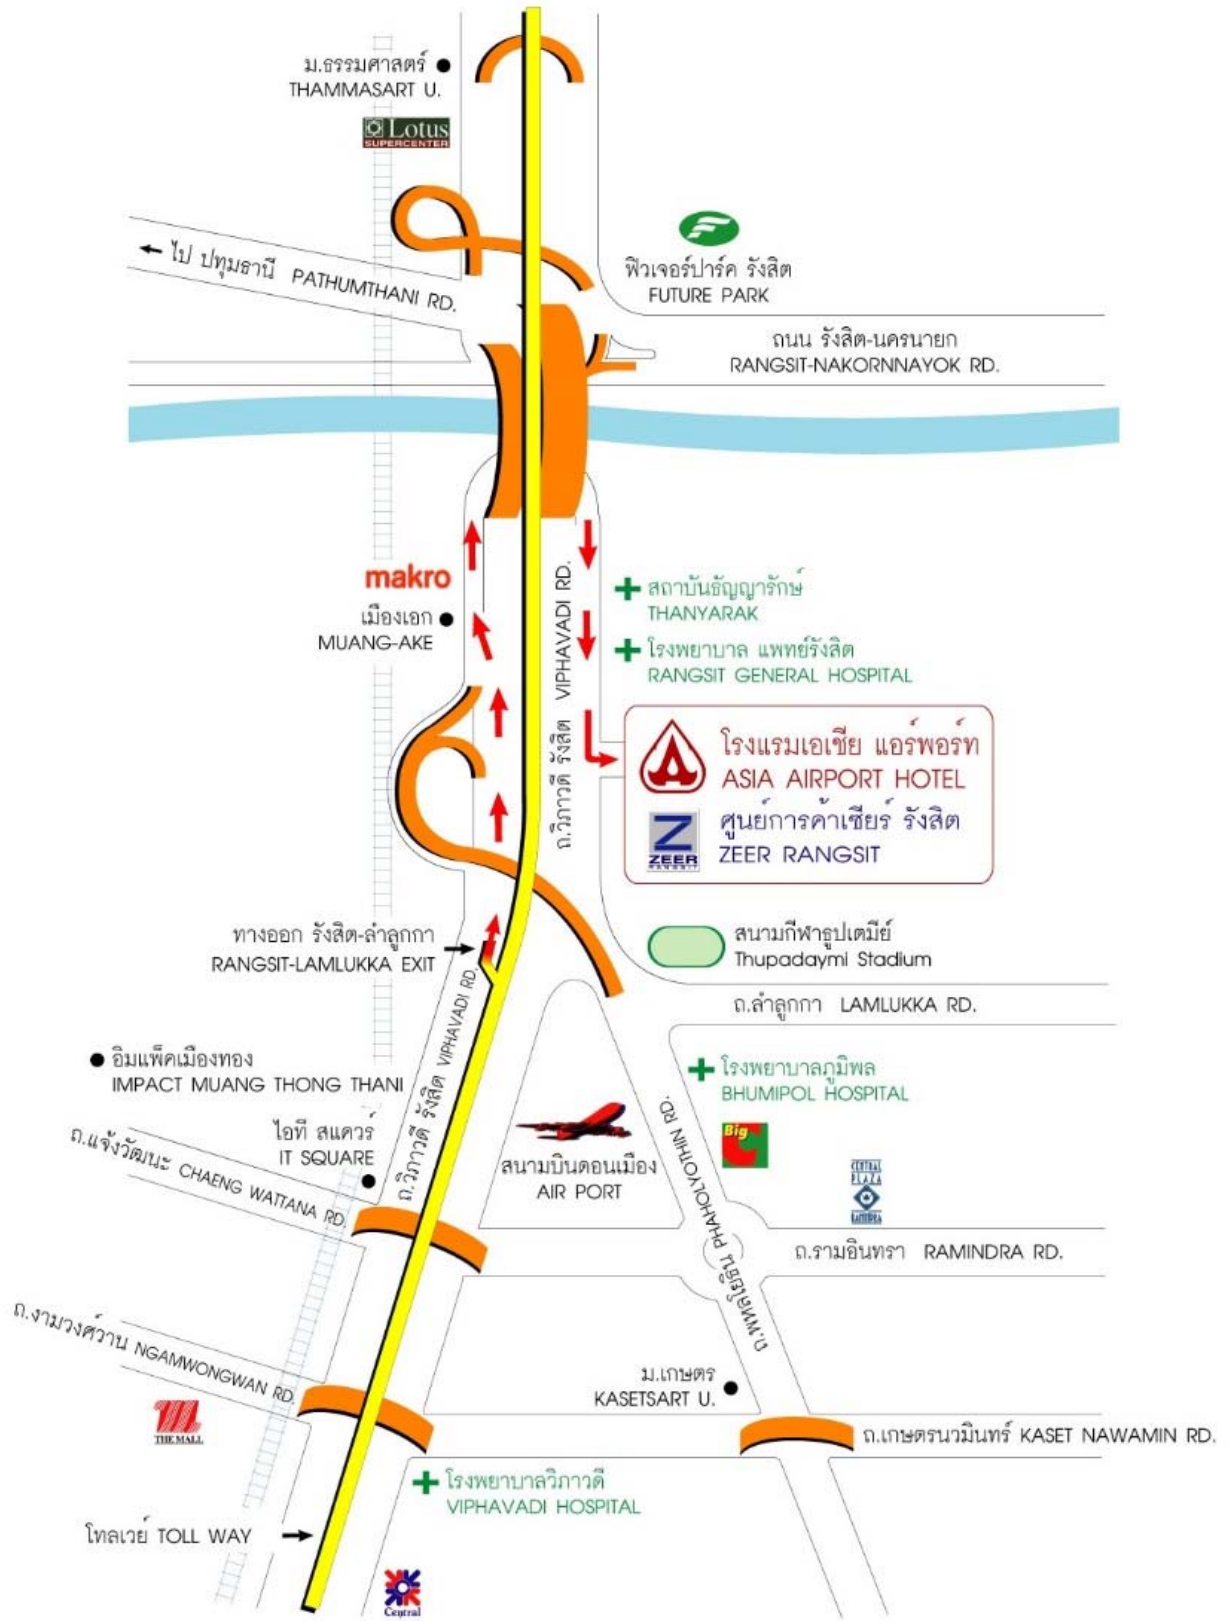 ม.ธรรมศาสตร์
THAMMASART U.
Lotus
SUPERCENTER
ฟิวเจอร์ปาร์ค รังสิต
FUTURE PARK
ไป ปทุมธานี PATHUMTHANI RD.
ถนน รังสิต-นครนายก
RANGSIT-NAKORNNAYOK RD.
makro
เมืองเอก
MUANG-AKE
ถ.วิภาวดี รังสิต VIPHAVADI RD.
สถาบันธัญญารักษ์
THANYARAK
โรงพยาบาล แพทย์รังสิต
RANGSIT GENERAL HOSPITAL
โรงแรมเอเชีย แอร์พอร์ท
ASIA AIRPORT HOTEL
Z
ZEER
RANGSIT
ศูนย์การค้าเซียร์ รังสิต
ZEER RANGSIT
ทางออก รังสิต-ลำลูกกา
RANGSIT-LAMLUKKA EXIT
สนามกีฬาธูปเตมีย์
Thupadaymi Stadium
ถ.ลำลูกกา LAMLUKKA RD.
ถ.วิภาวดี รังสิต VIPHAVADI RD.
อิมแพ็คเมืองทอง
IMPACT MUANG THONG THANI
โรงพยาบาลภูมิพล
BHUMIPOL HOSPITAL
Big
C
ไอที สแควร์
IT SQUARE
ถ.แจ้งวัฒนะ CHAENG WATTANA RD.
สนามบินดอนเมือง
AIR PORT
ถ.พหลโยธิน PHAHOLYOTHIN RD.
CENTRAL
PLAZA
RAMINDRA
ถ.รามอินทรา RAMINDRA RD.
ถ.งามวงศ์วาน NGAMWONGWAN RD.
ม.เกษตร
KASETSART U.
THE MALL
ถ.เกษตรนวมินทร์ KASET NAWAMIN RD.
โรงพยาบาลวิภาวดี
VIPHAVADI HOSPITAL
โทลเวย์ TOLL WAY
Central